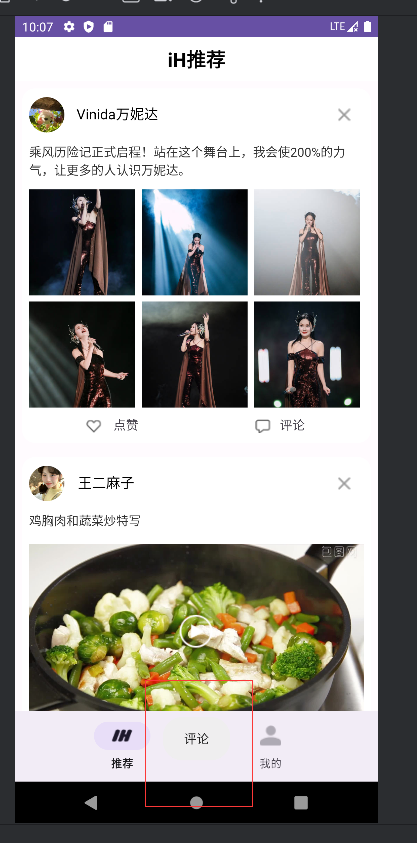 10:07
LTE
iH推荐
Vinida万妮达
乘风历险记正式启程！站在这个舞台上，我会使200%的力
气，让更多的人认识万妮达。
点赞
评论
王二麻子
鸡胸肉和蔬菜炒特写
IH
评论
推荐
我的